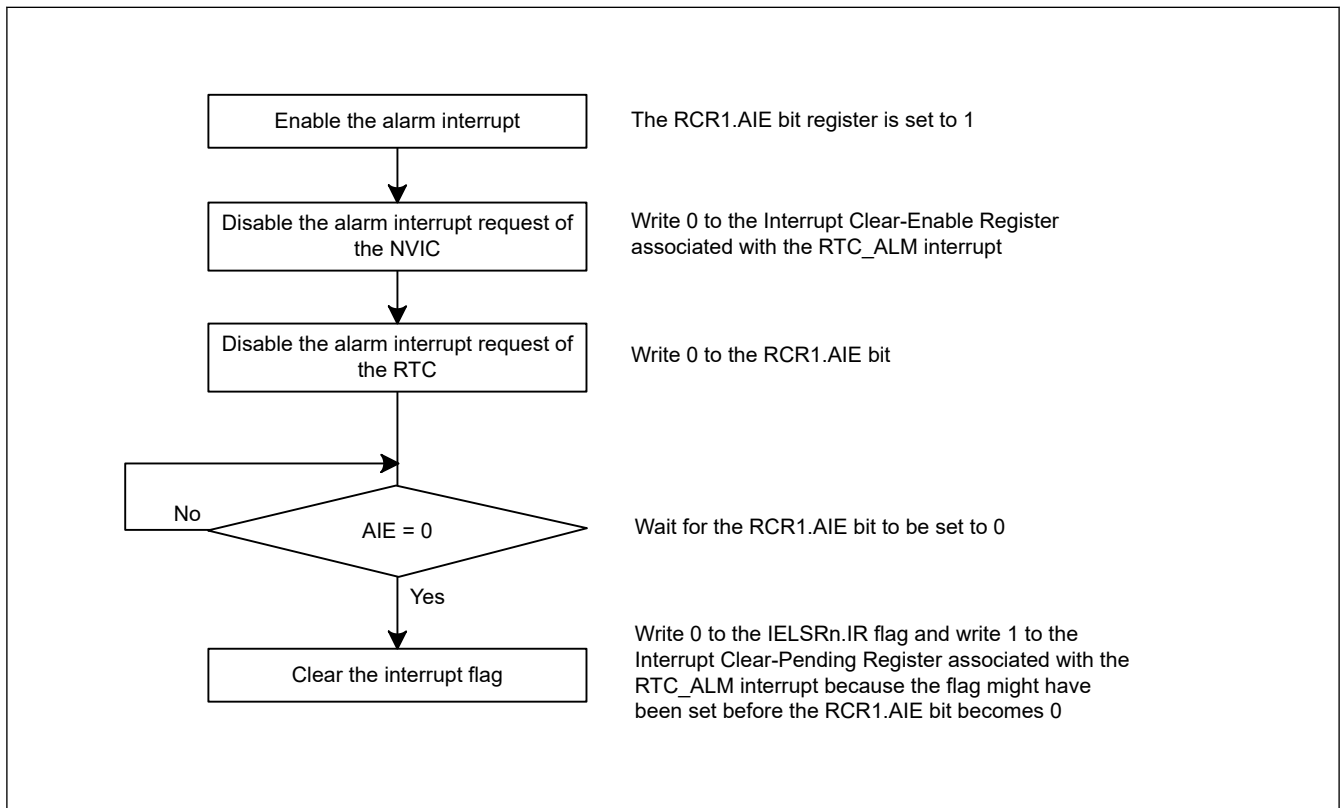 Enable the alarm interrupt
The RCR1.AIE bit register is set to 1
Disable the alarm interrupt request of
the NVIC
Write 0 to the Interrupt Clear-Enable Register
associated with the RTC_ALM interrupt
Disable the alarm interrupt request of
the RTC
Write 0 to the RCR1.AIE bit
No
AIE = 0
Wait for the RCR1.AIE bit to be set to 0
Yes
Clear the interrupt flag
Write 0 to the IELSRn.IR flag and write 1 to the
Interrupt Clear-Pending Register associated with the
RTC_ALM interrupt because the flag might have
been set before the RCR1.AIE bit becomes 0